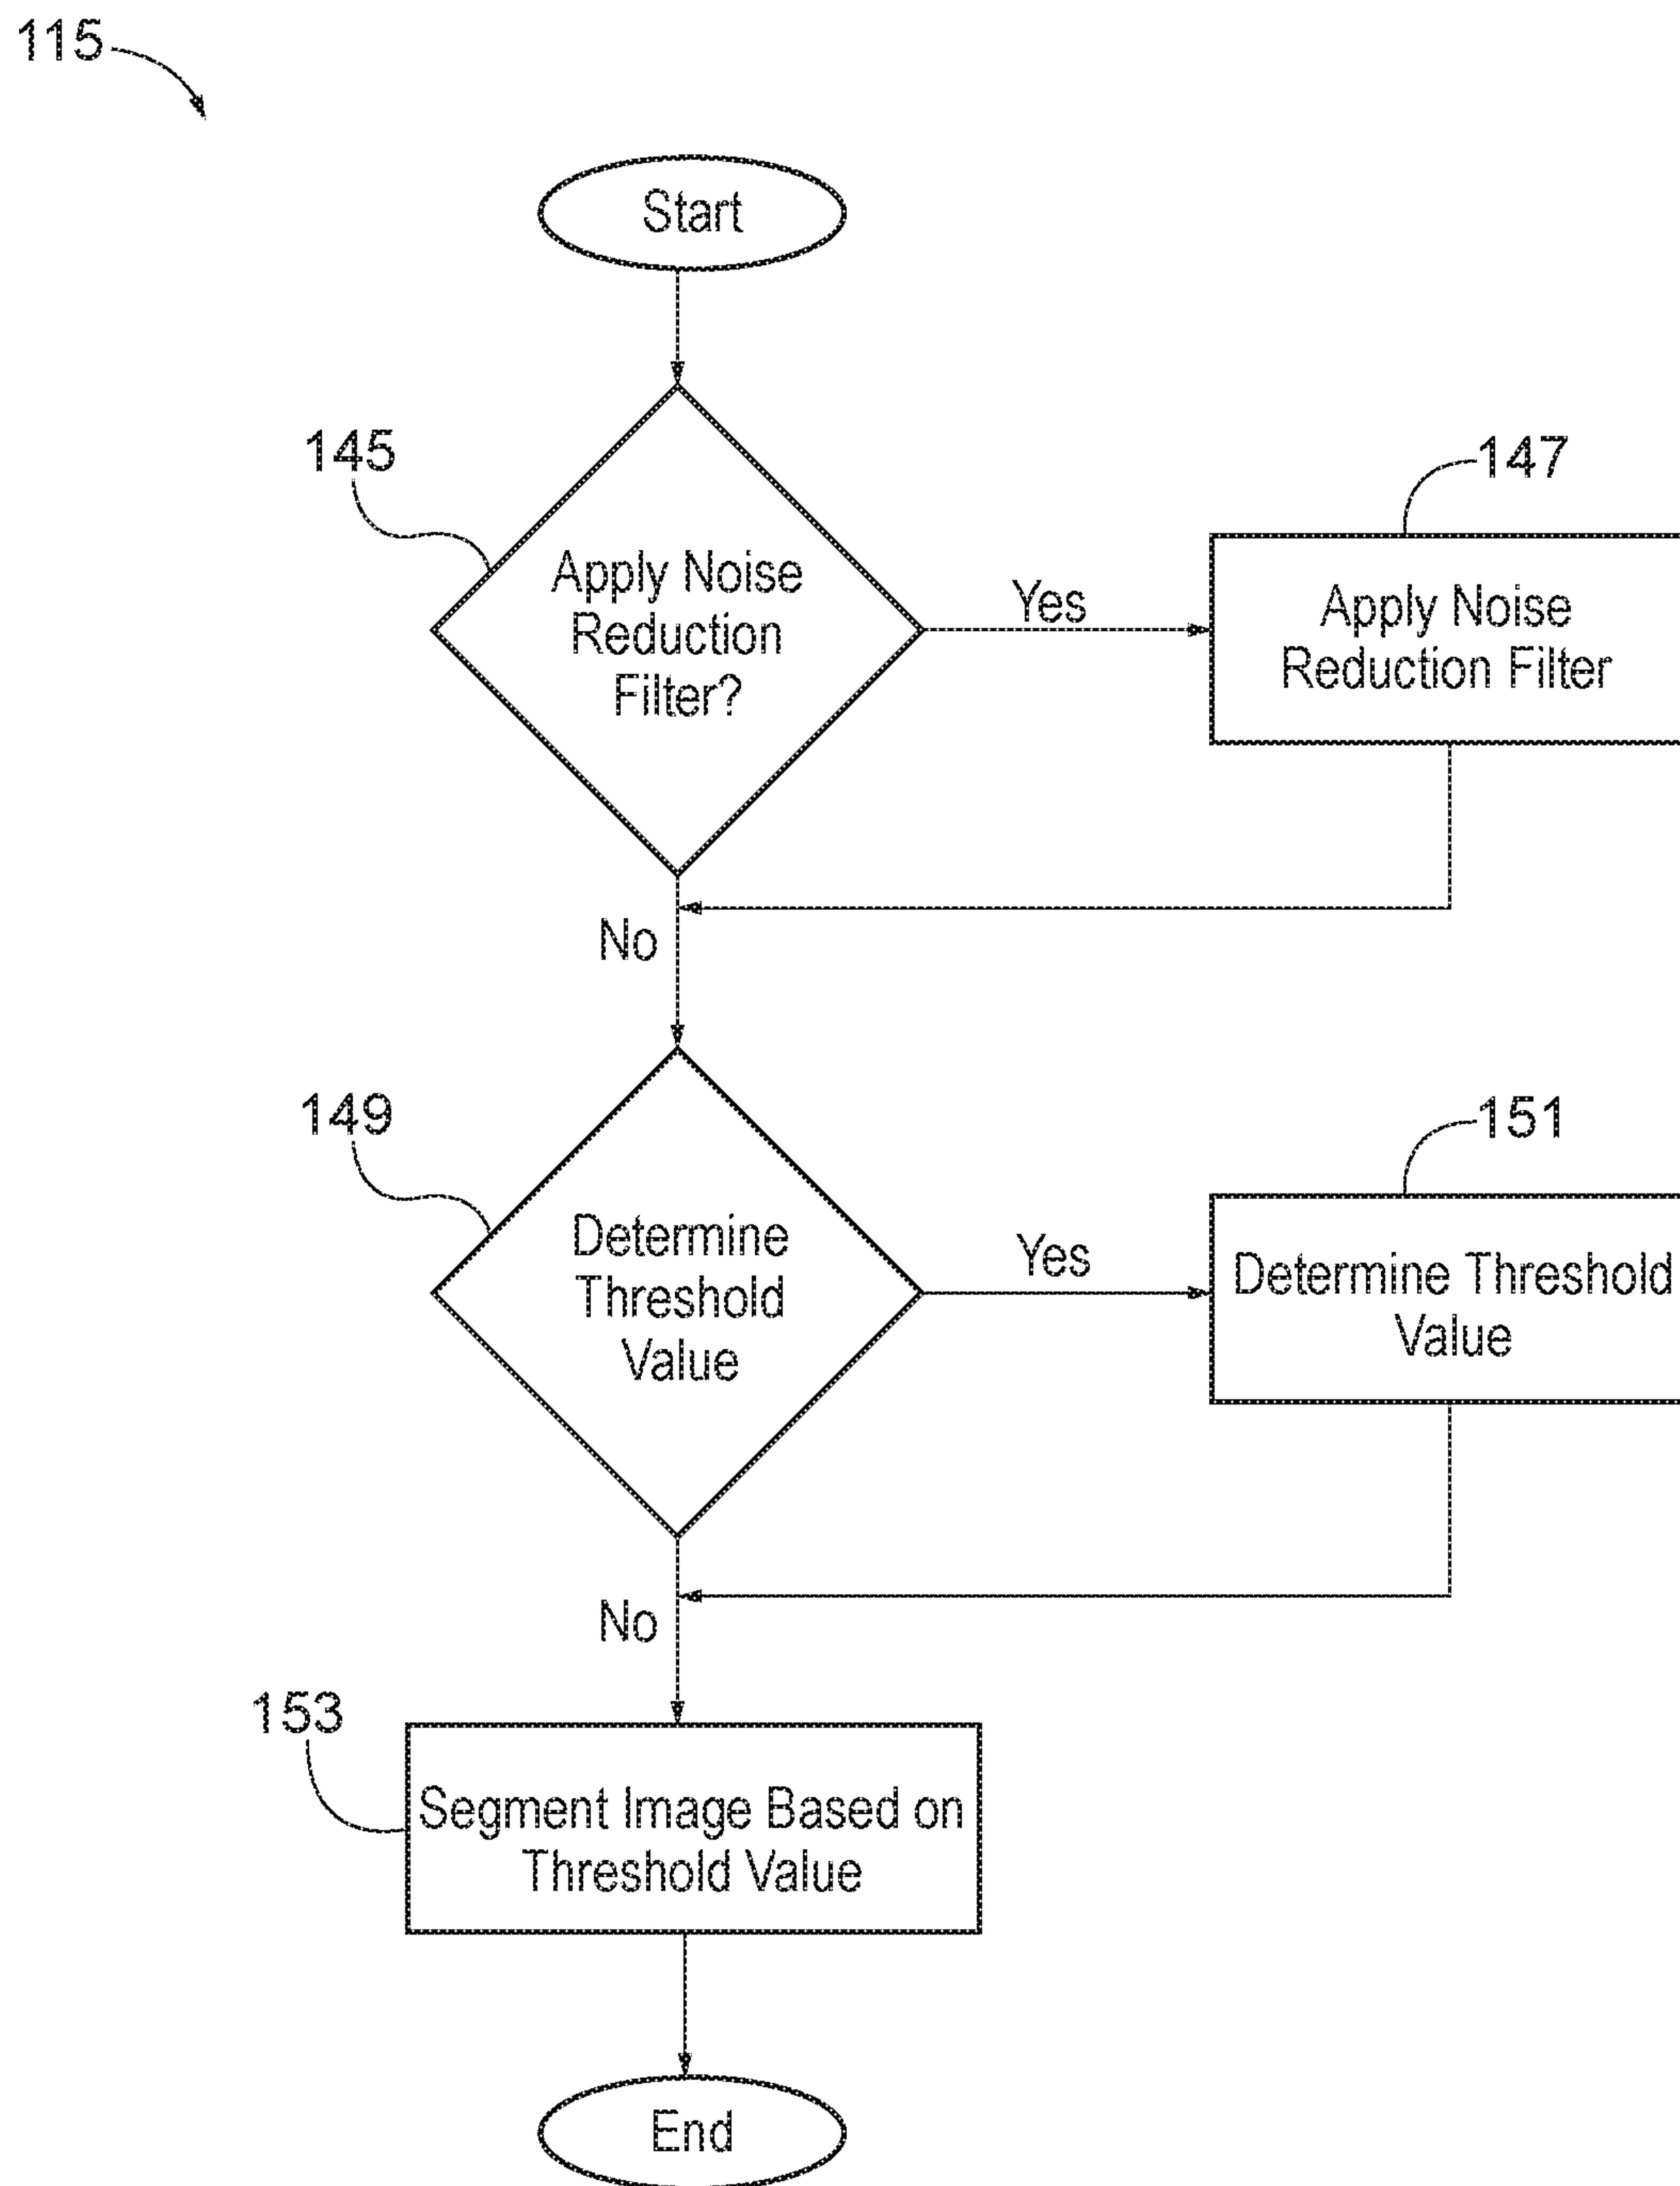 115
Start
145
Apply Noise
Reduction
Filter?
Yes
147
Apply Noise
Reduction Filter
No
149
Determine
Threshold
Value
Yes
151
Determine Threshold
Value
No
153
Segment Image Based on
Threshold Value
End